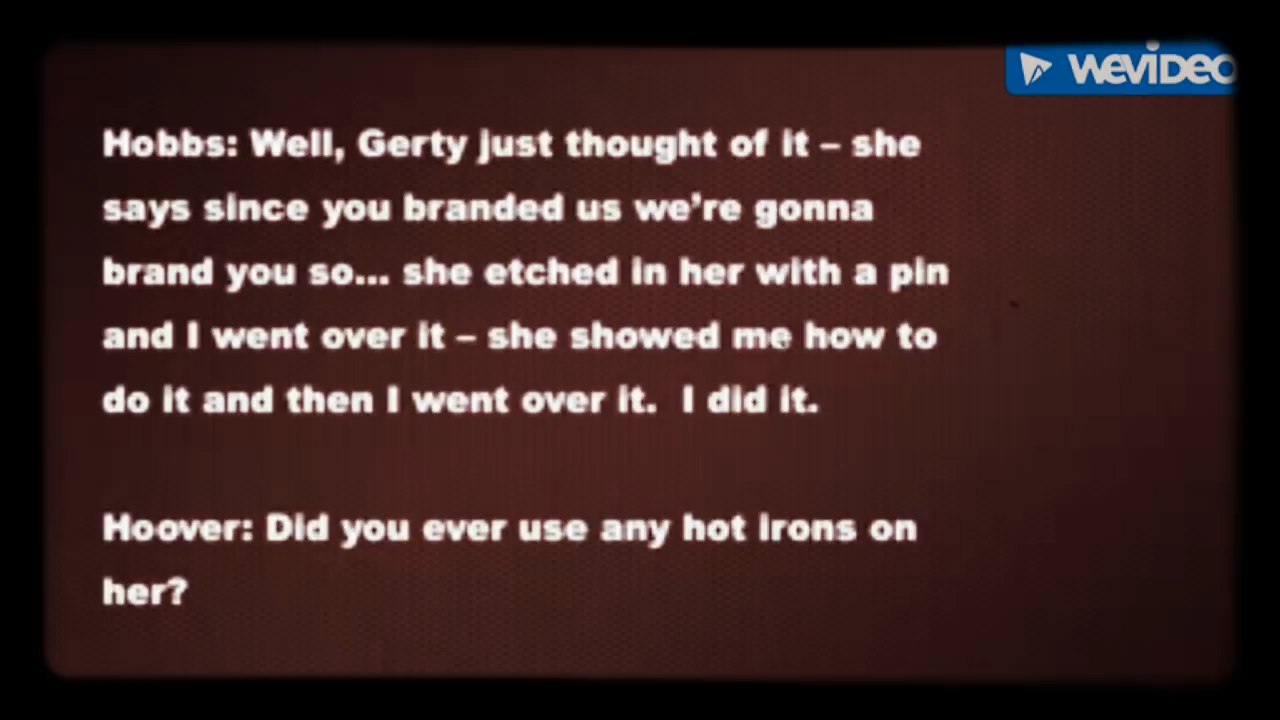 wevideo
Hobbs: Well, Gerty just thought of it – she
says since you branded us we’re gonna
brand you so... she etched in her with a pin
and I went over it – she showed me how to
do it and then I went over it.  I did it.
Hoover: Did you ever use any hot irons on
her?